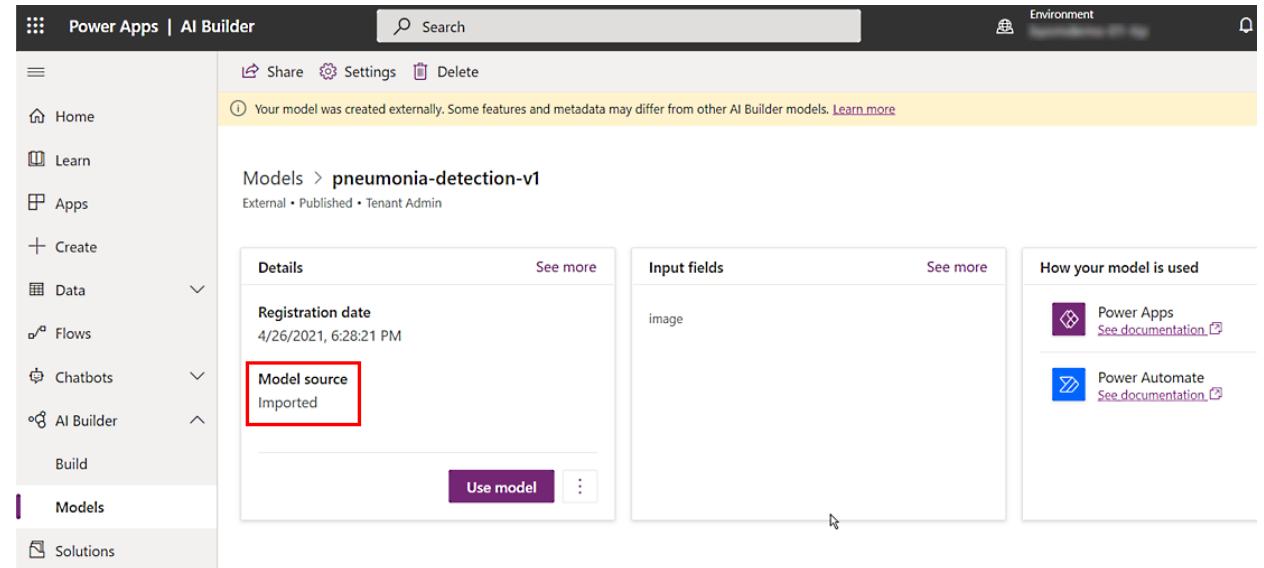 Power Apps | AI Builder
Search
Environment
Share
Settings
Delete
Your model was created externally. Some features and metadata may differ from other AI Builder models. Learn more
Home
Learn
Apps
Create
Data
Flows
Chatbots
AI Builder
Build
Models
Solutions
Models > pneumonia-detection-v1
External • Published • Tenant Admin
Details
See more
Registration date
4/26/2021, 6:28:21 PM
Model source
Imported
Use model
Input fields
See more
image
How your model is used
Power Apps
See documentation
Power Automate
See documentation